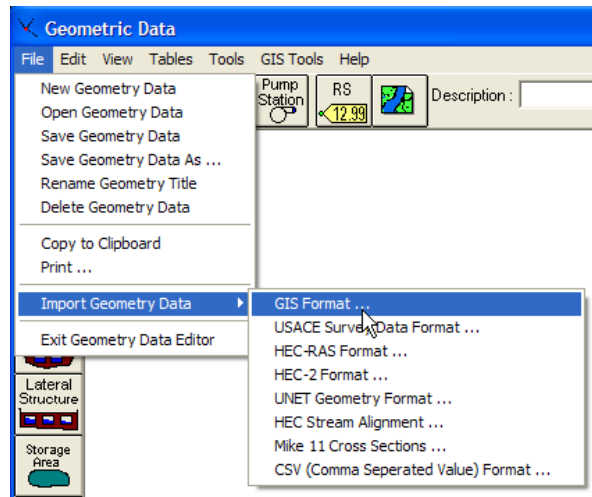 Geometric Data
File Edit View Tables Tools GIS Tools Help
New Geometry Data
Open Geometry Data
Save Geometry Data
Save Geometry Data As ...
Rename Geometry Title
Delete Geometry Data
Copy to Clipboard
Print ...
Import Geometry Data
Exit Geometry Data Editor
Pump
Station
RS
12.99
Description :
GIS Format ...
USACE Survey Data Format ...
HEC-RAS Format ...
HEC-2 Format ...
UNET Geometry Format ...
HEC Stream Alignment ...
Mike 11 Cross Sections ...
CSV (Comma Seperated Value) Format ...
Lateral
Structure
Storage
Area